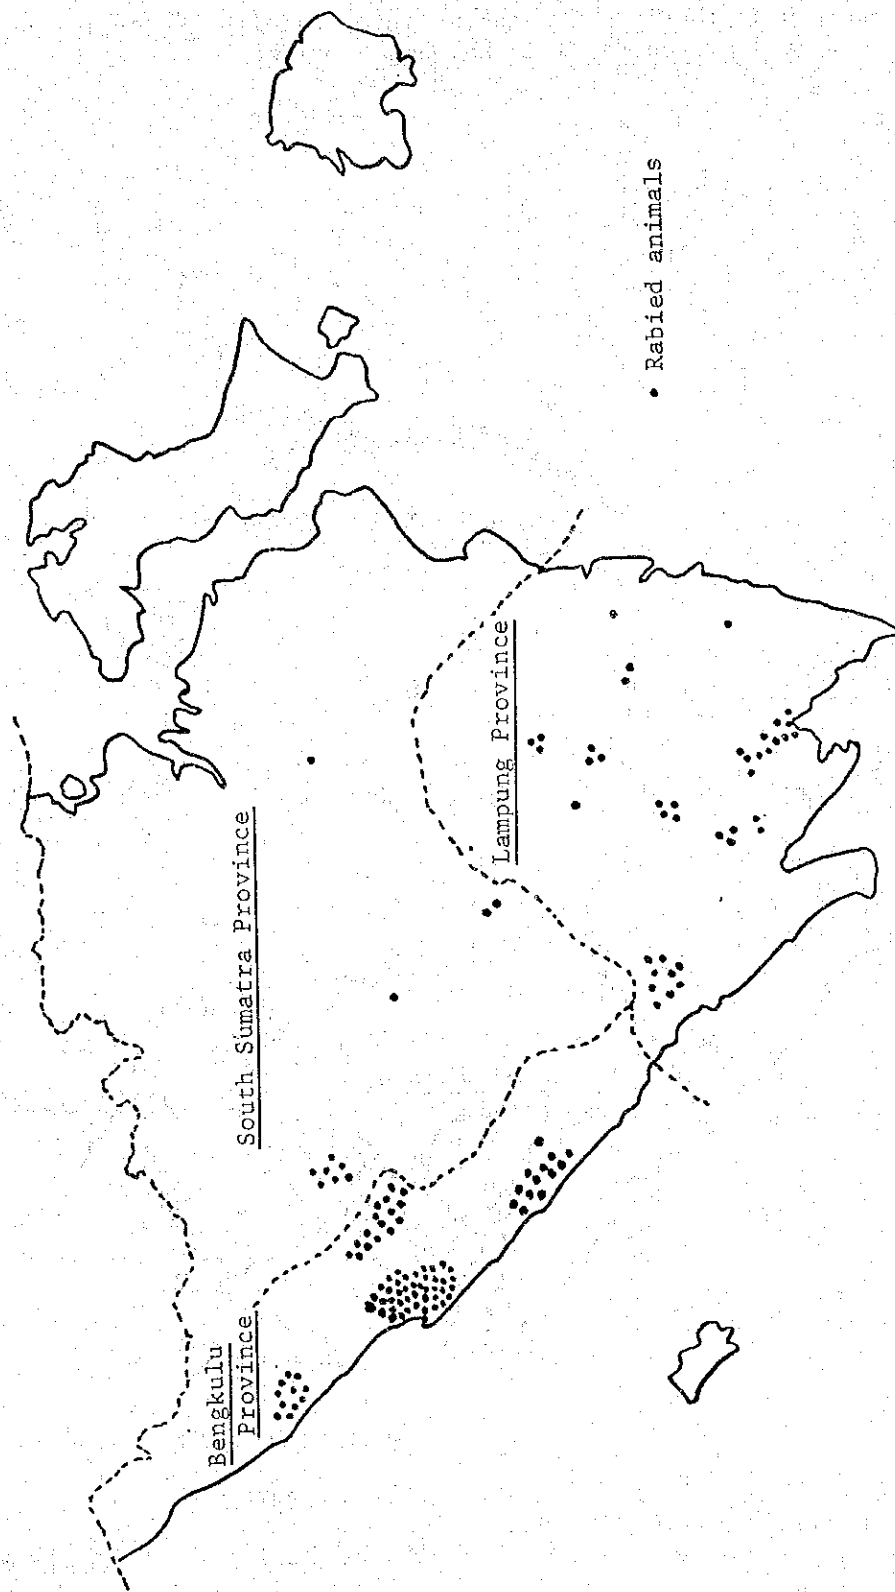 South Sumatra Province
Bengkulu
Province
Lampung Province
• Rabied animals